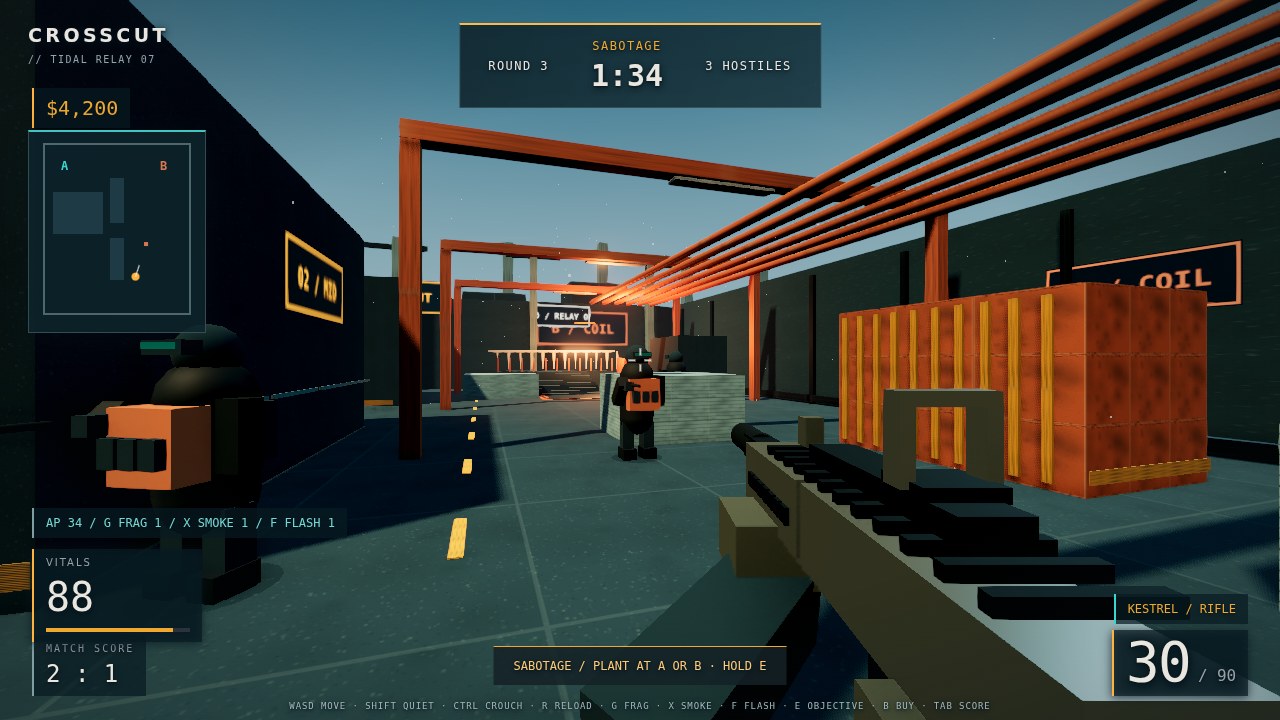 CROSSCUT
// TIDAL RELAY 07
$4,200
A B
SABOTAGE
ROUND 3
1:34
3 HOSTILES
02 / MID
/ RELAY 0
B / COIL
/ COIL
AP 34 / G FRAG 1 / X SMOKE 1 / F FLASH 1
VITALS
88
MATCH SCORE
2 : 1
SABOTAGE / PLANT AT A OR B · HOLD E
KESTREL / RIFLE
30 / 90
WASD MOVE · SHIFT QUIET · CTRL CROUCH · R RELOAD · G FRAG · X SMOKE · F FLASH · E OBJECTIVE · B BUY · TAB SCORE